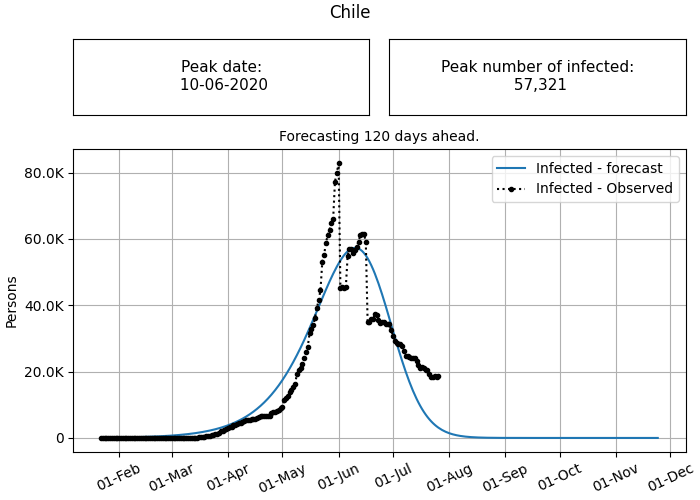 Chile
Peak date:
10-06-2020
Peak number of infected:
57,321
Forecasting 120 days ahead.
Infected - forecast
Infected - Observed
80.0K
60.0K
40.0K
20.0K
0
Persons
01-Feb
01-Mar
01-Apr
01-May
01-Jun
01-Jul
01-Aug
01-Sep
01-Oct
01-Nov
01-Dec